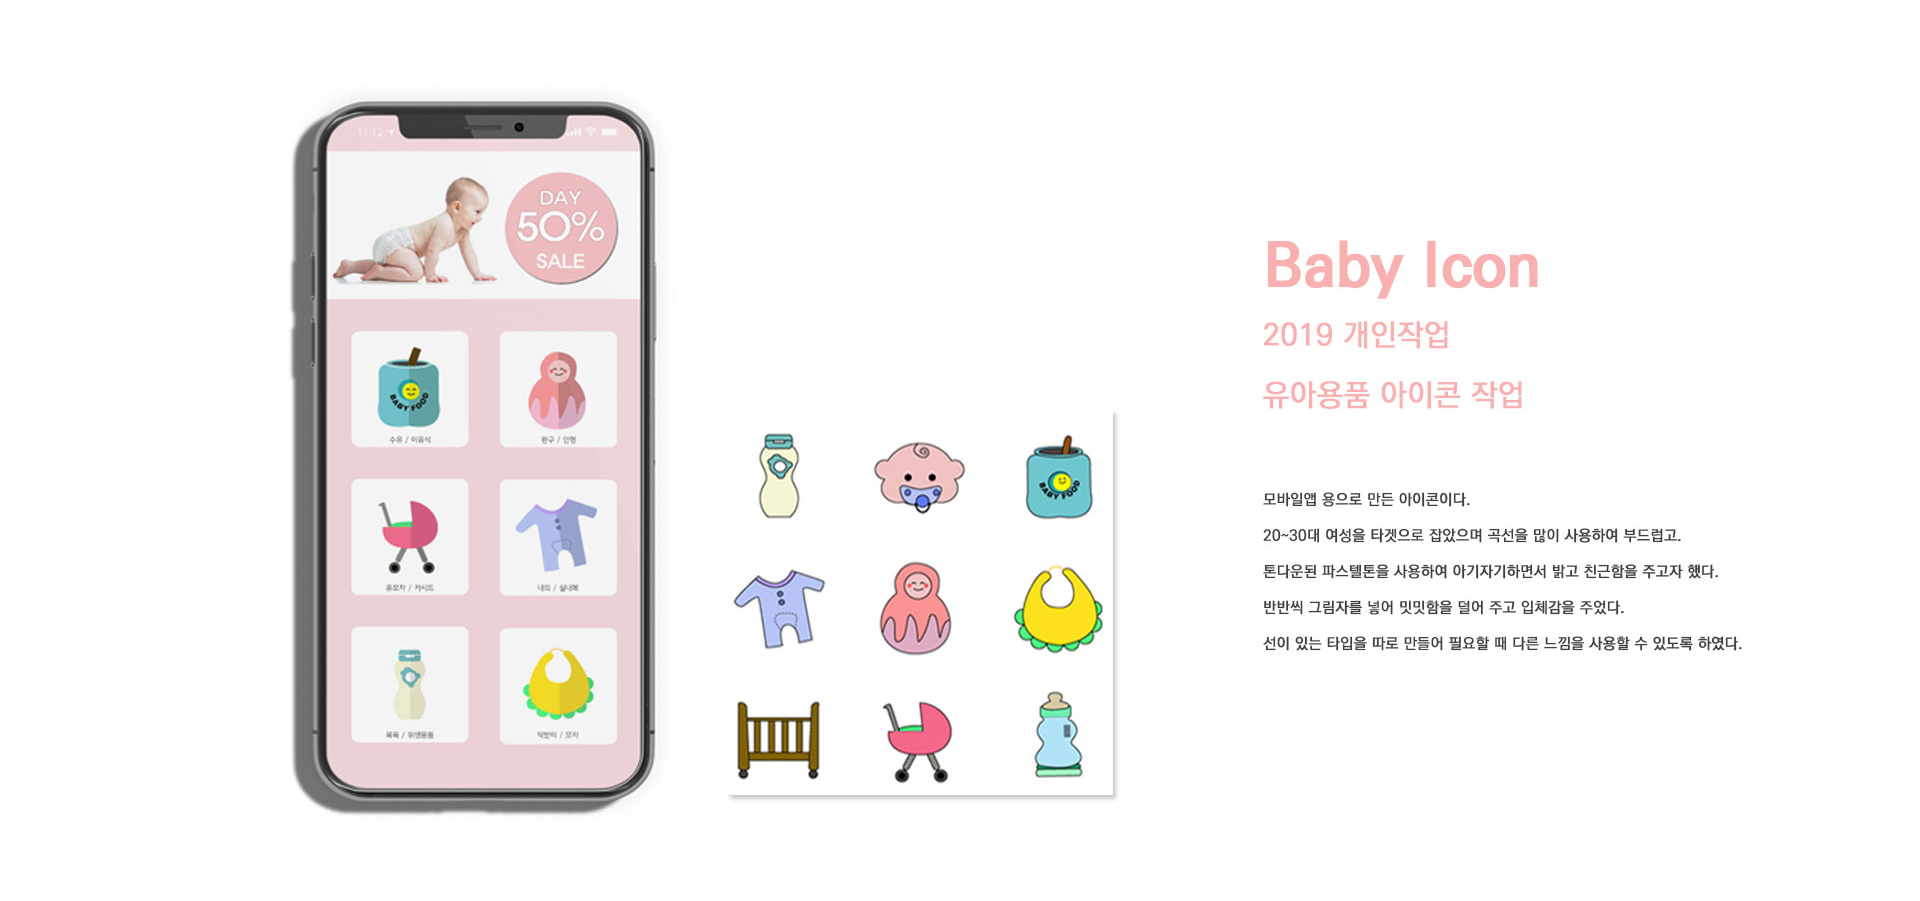 11:12
DAY
50%
SALE
BABY FOOD
수유 / 이유식
완구 / 인형
유모차 / 카시트
내의 / 실내복
목욕 / 위생용품
턱받이 / 모자
BABY FOOD
Baby Icon
2019 개인작업
유아용품 아이콘 작업
모바일앱 용으로 만든 아이콘이다.
20~30대 여성을 타겟으로 잡았으며 곡선을 많이 사용하여 부드럽고.
톤다운된 파스텔톤을 사용하여 아기자기하면서 밝고 친근함을 주고자 했다.
반반씩 그림자를 넣어 밋밋함을 덜어 주고 입체감을 주었다.
선이 있는 타입을 따로 만들어 필요할 때 다른 느낌을 사용할 수 있도록 하였다.